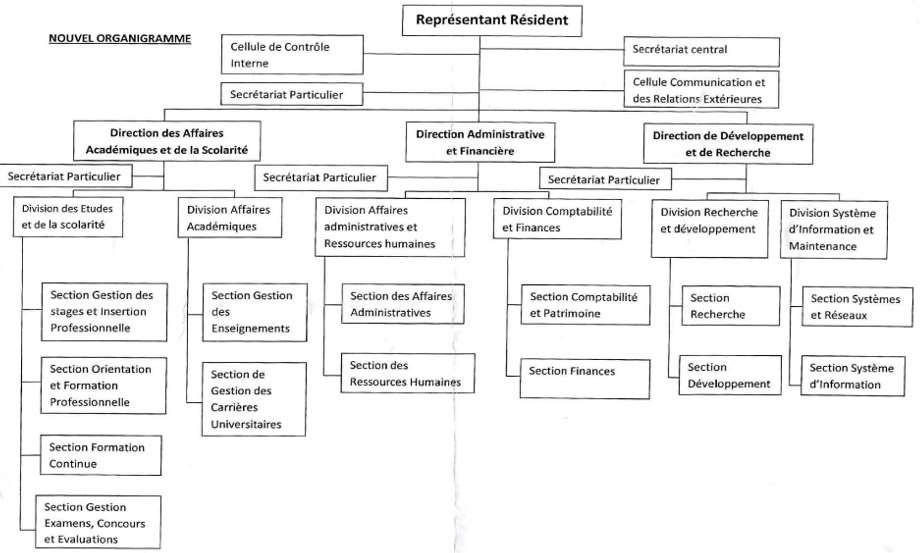 Représentant Résident
NOUVEL ORGANIGRAMME
Cellule de Contrôle
Interne
Secrétariat central
Secrétariat Particulier
Cellule Communication et
des Relations Extérieures
Direction des Affaires
Académiques et de la Scolarité
Direction Administrative
et Financière
Direction de Développement
et de Recherche
Secrétariat Particulier
Secrétariat Particulier
Secrétariat Particulier
Division des Etudes
et de la scolarité
Division Affaires
Académiques
Division Affaires
administratives et
Ressources humaines
Division Comptabilité
et Finances
Division Recherche
et développement
Division Système
d'Information et
Maintenance
Section Gestion des
stages et Insertion
Professionnelle
Section Gestion
des
Enseignements
Section des Affaires
Administratives
Section Comptabilité
et Patrimoine
Section
Recherche
Section Systèmes
et Réseaux
Section Orientation
et Formation
Professionnelle
Section de
Gestion des
Carrières
Universitaires
Section des
Ressources Humaines
Section Finances
Section
Développement
Section Système
d'Information
Section Formation
Continue
Section Gestion
Examens, Concours
et Evaluations